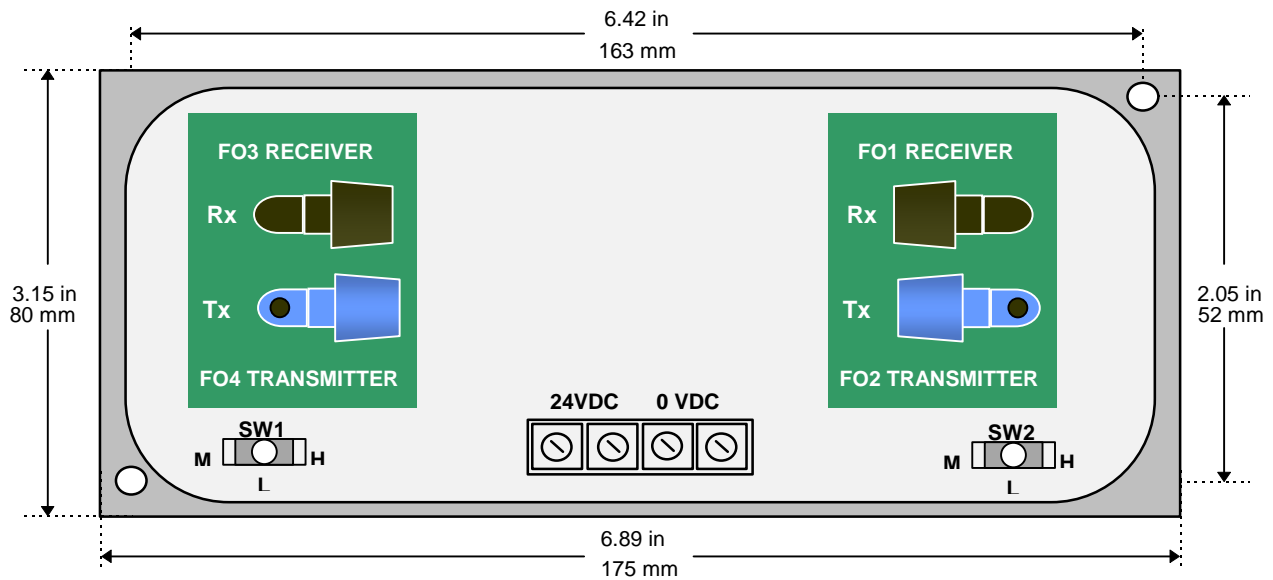 6.42 in
163 mm
FO3 RECEIVER
FO1 RECEIVER
Rx
Rx
3.15 in
80 mm
2.05 in
52 mm
Tx
Tx
FO4 TRANSMITTER
FO2 TRANSMITTER
24VDC 0 VDC
SW1
M H
L
SW2
M H
L
6.89 in
175 mm